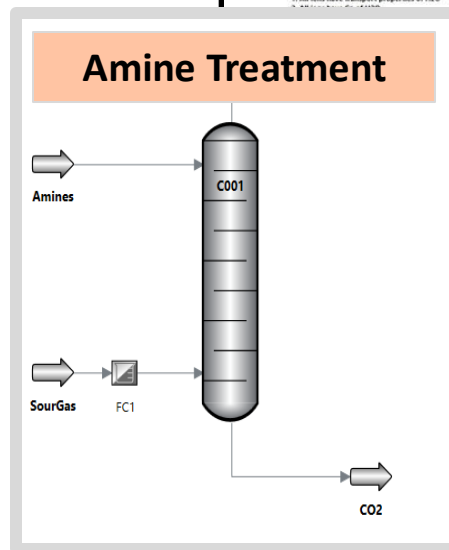 Amine Treatment
C001
Amines
SourGas
FC1
CO2